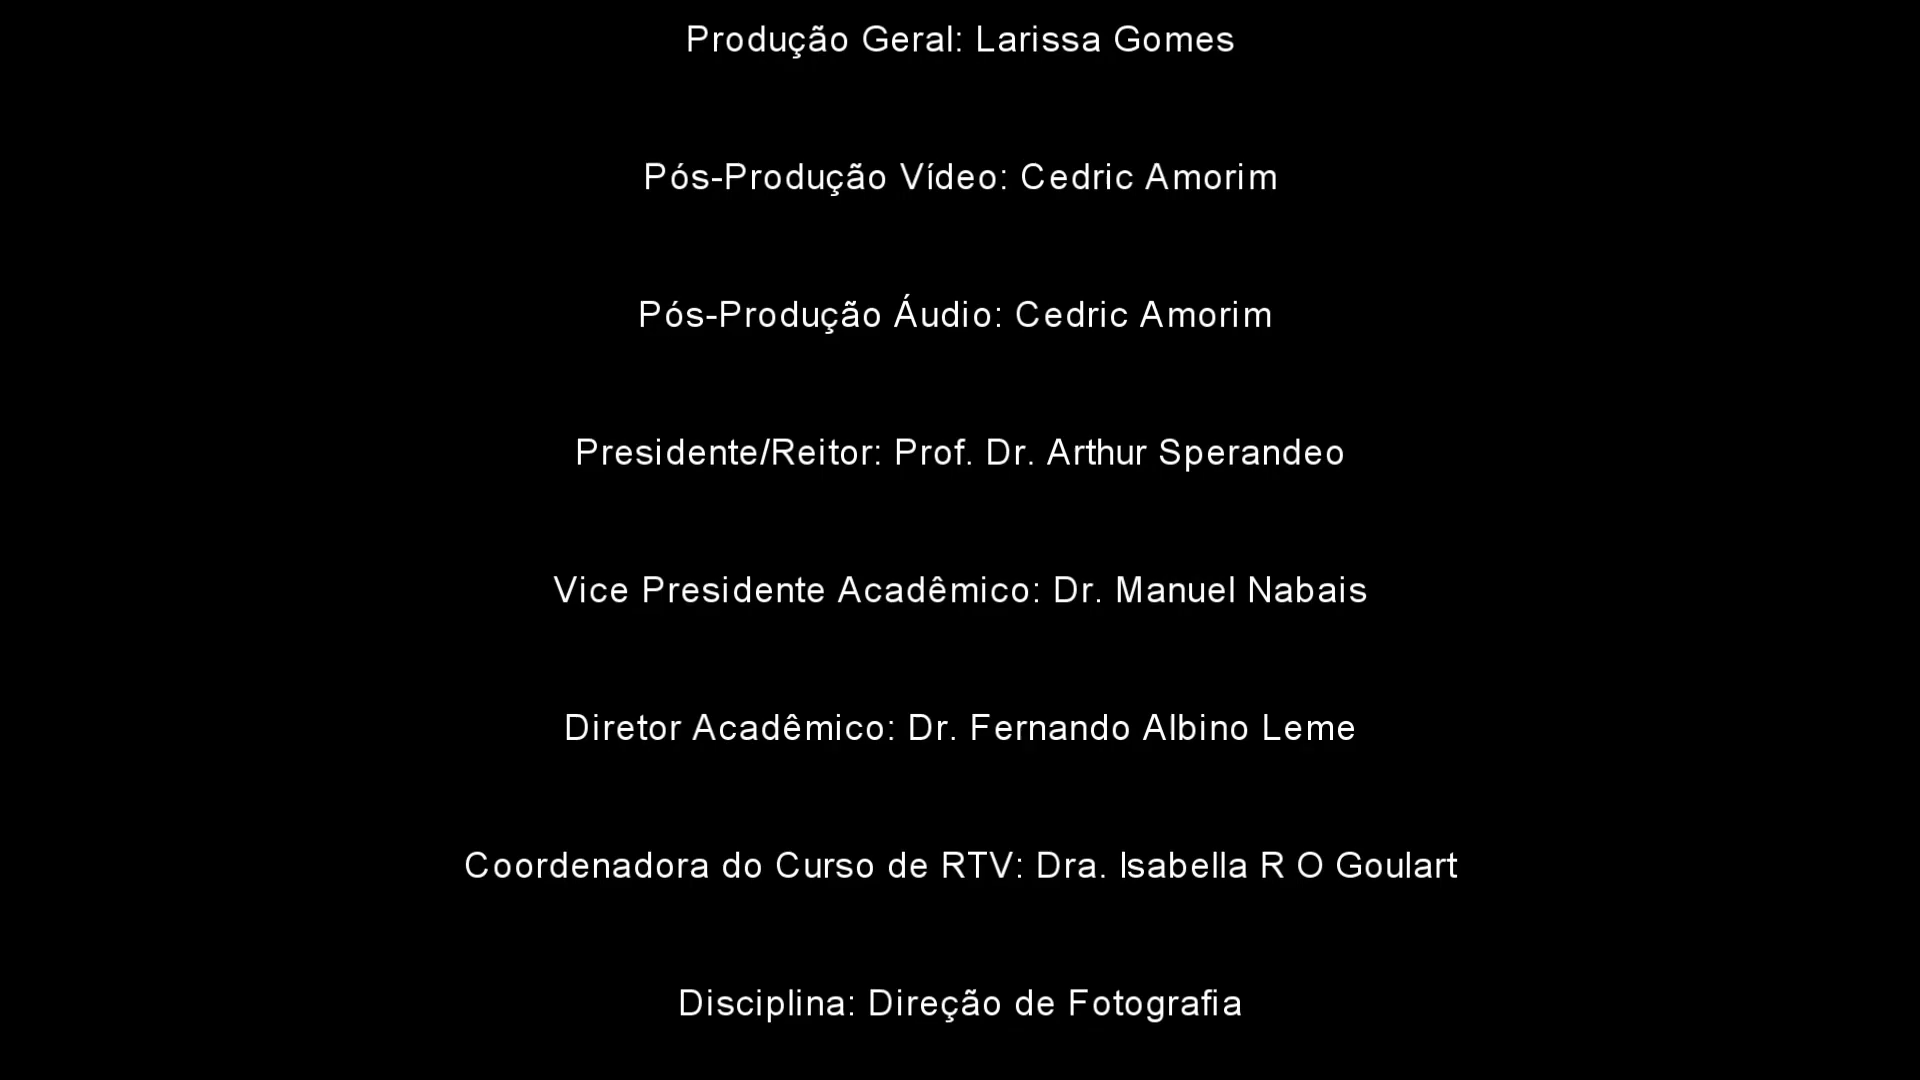 Produção Geral: Larissa Gomes
Pós-Produção Vídeo: Cedric Amorim
Pós-Produção Áudio: Cedric Amorim
Presidente/Reitor: Prof. Dr. Arthur Sperandeo
Vice Presidente Acadêmico: Dr. Manuel Nabais
Diretor Acadêmico: Dr. Fernando Albino Leme
Coordenadora do Curso de RTV: Dra. Isabella R O Goulart
Disciplina: Direção de Fotografia